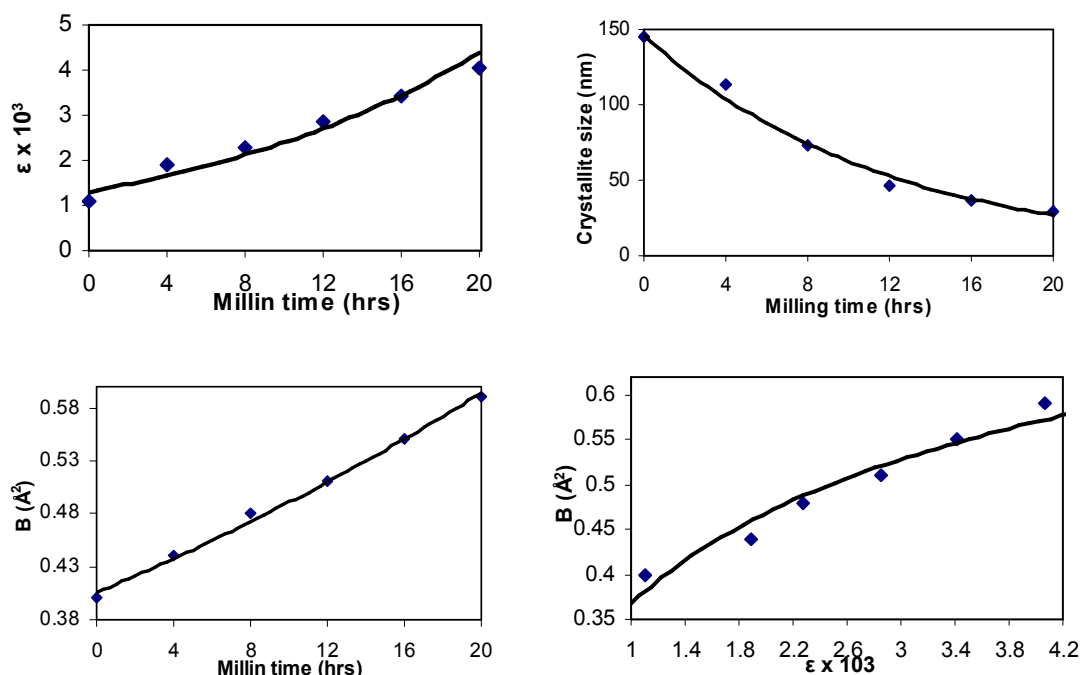 5
4
3
2
1
0
ε x 10³
0 4 8 12 16 20
Millin time (hrs)
150
100
50
0
Crystallite size (nm)
0 4 8 12 16 20
Milling time (hrs)
0.58
0.53
0.48
0.43
0.38
B (Å²)
0 4 8 12 16 20
Millin time (hrs)
0.6
0.55
0.5
0.45
0.4
0.35
B (Å²)
1 1.4 1.8 2.2 2.6 3 3.4 3.8 4.2
ε x 103